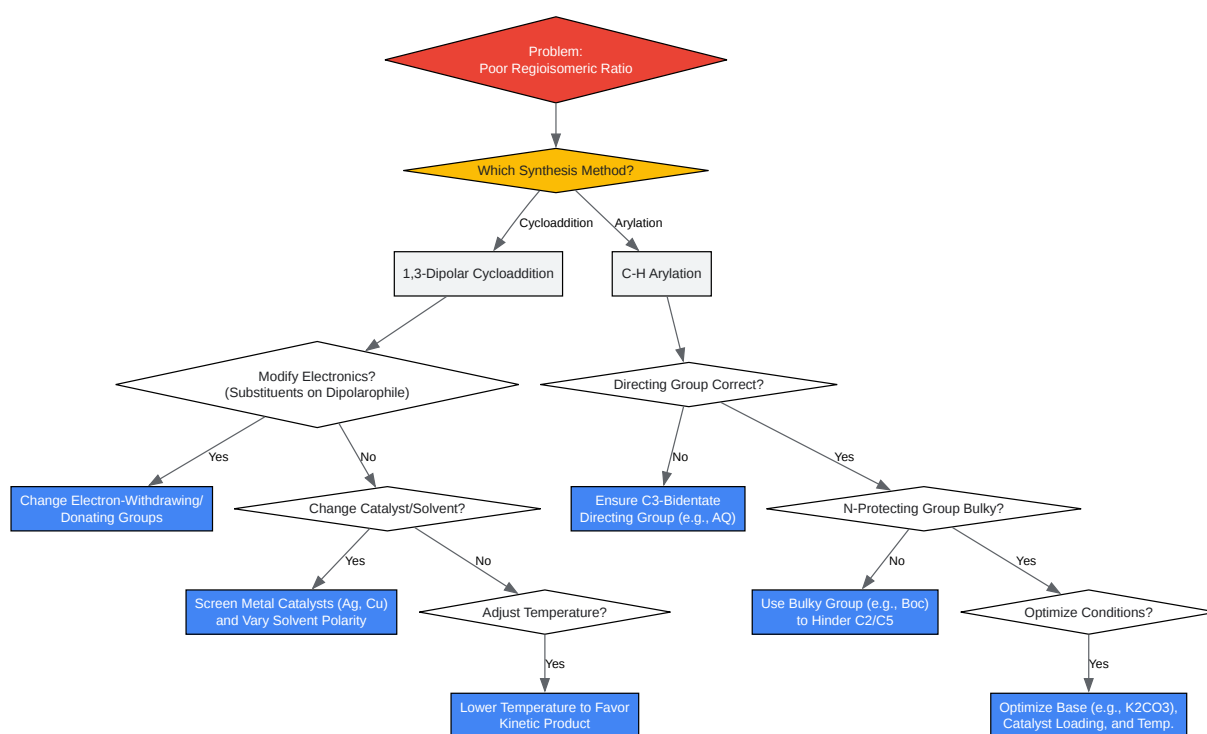 Problem:
Poor Regioisomeric Ratio
Which Synthesis Method?
Cycloaddition
Arylation
1,3-Dipolar Cycloaddition
C-H Arylation
Modify Electronics?
(Substituents on Dipolarophile)
Directing Group Correct?
Yes
No
No
Yes
Change Electron-Withdrawing/
Donating Groups
Change Catalyst/Solvent?
Ensure C3-Bidentate
Directing Group (e.g., AQ)
N-Protecting Group Bulky?
Yes
No
No
Yes
Screen Metal Catalysts (Ag, Cu)
and Vary Solvent Polarity
Adjust Temperature?
Use Bulky Group (e.g., Boc)
to Hinder C2/C5
Optimize Conditions?
Yes
Yes
Lower Temperature to Favor
Kinetic Product
Optimize Base (e.g., K2CO3),
Catalyst Loading, and Temp.